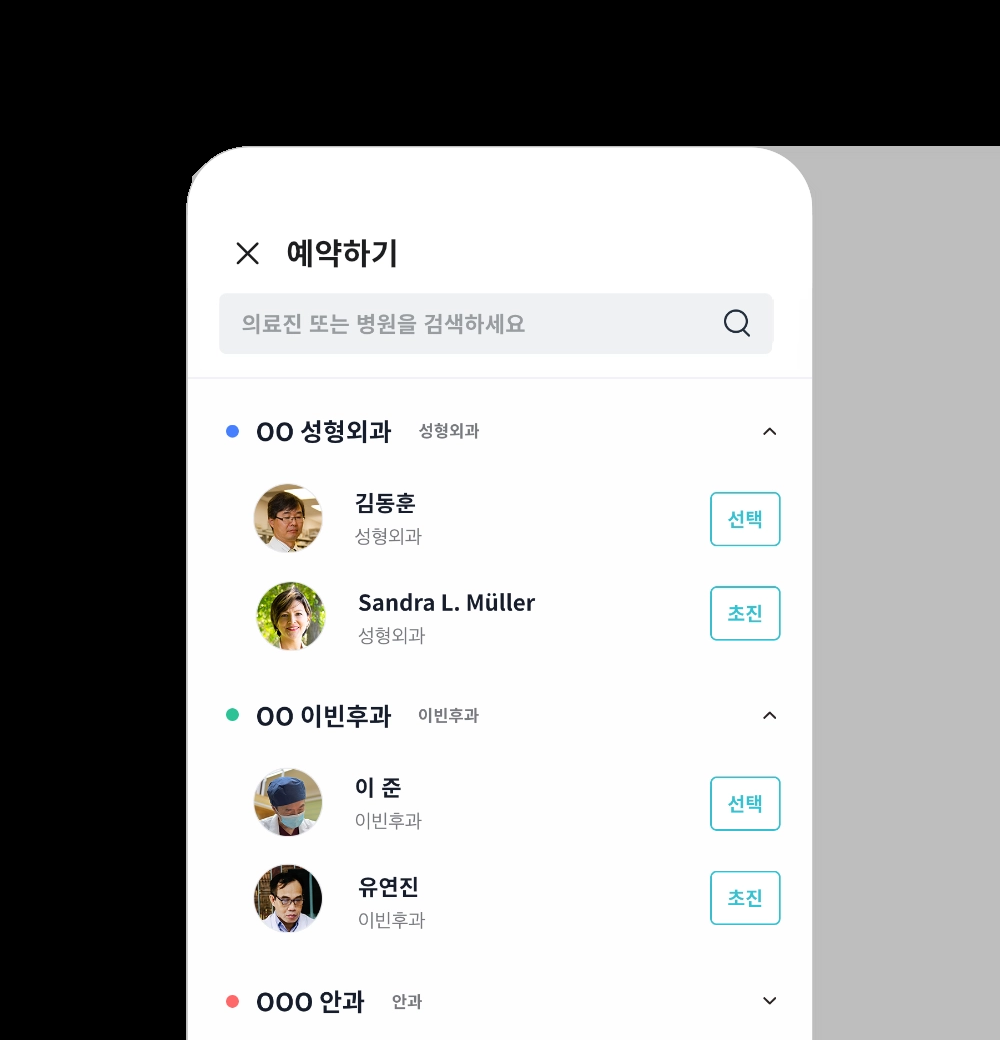 예약하기
의료진 또는 병원을 검색하세요
OO 성형외과 성형외과
김동훈
성형외과
선택
Sandra L. Müller
성형외과
초진
OO 이빈후과 이빈후과
이 준
이빈후과
선택
유연진
이빈후과
초진
OOO 안과 안과